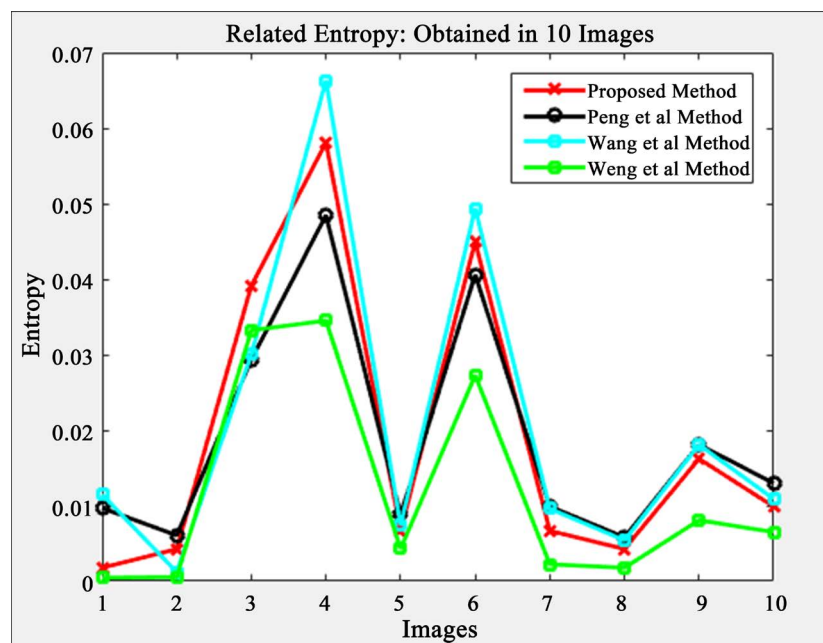 Related Entropy: Obtained in 10 Images
0.07
0.06
0.05
0.04
0.03
0.02
0.01
0
Entropy
Proposed Method
Peng et al Method
Wang et al Method
Weng et al Method
1 2 3 4 5 6 7 8 9 10
Images